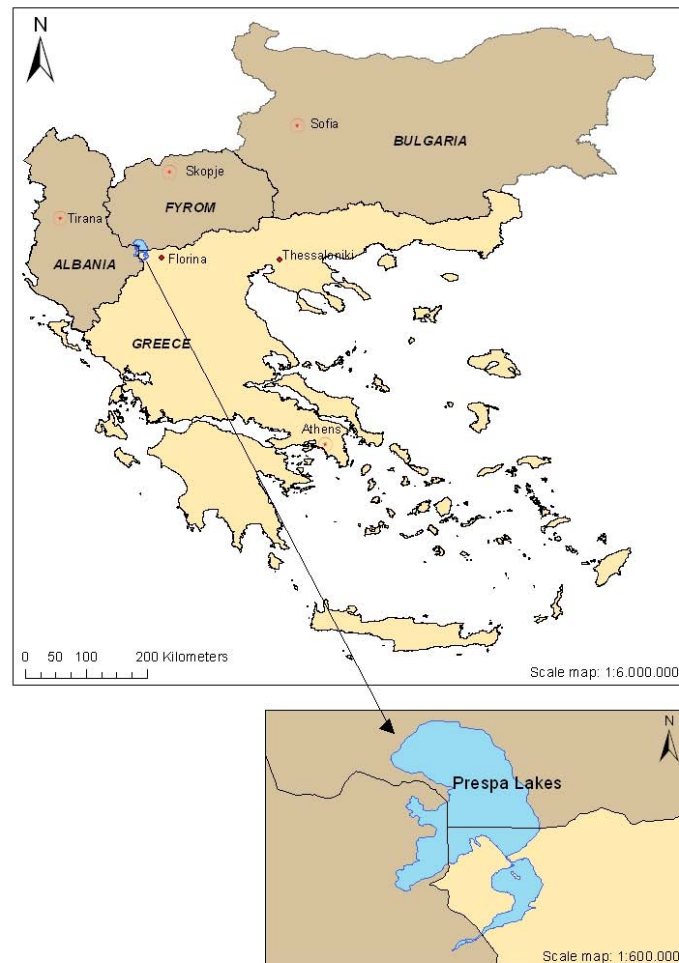 N
Sofia
BULGARIA
Skopje
FYROM
Tirana
ALBANIA
Florina
Thessaloniki
GREECE
Athens
0 50 100 200 Kilometers
Scale map: 1:6.000.000
N
Prespa Lakes
Scale map: 1:600.000